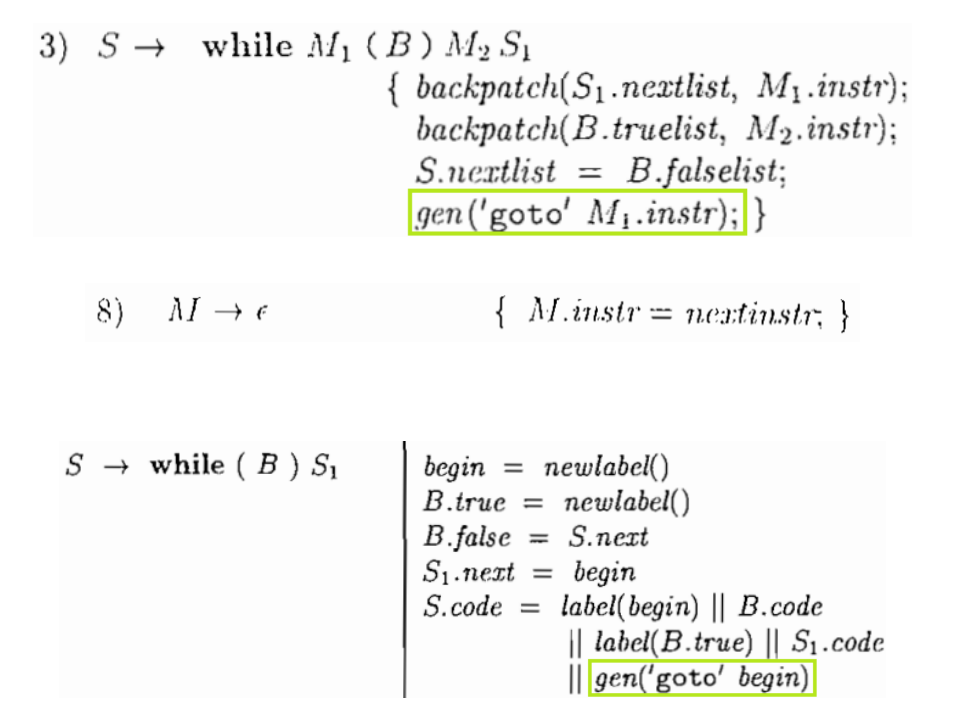 3) S → while M₁ ( B ) M₂ S₁
{ backpatch(S₁.nextlist, M₁.instr);
backpatch(B.truelist, M₂.instr);
S.nextlist = B.falselist;
gen('goto' M₁.instr); }
8) M → ϵ { M.instr = nextinstr; }
S → while ( B ) S₁ begin = newlabel()
B.true = newlabel()
B.false = S.next
S₁.next = begin
S.code = label(begin) || B.code
|| label(B.true) || S₁.code
|| gen('goto' begin)